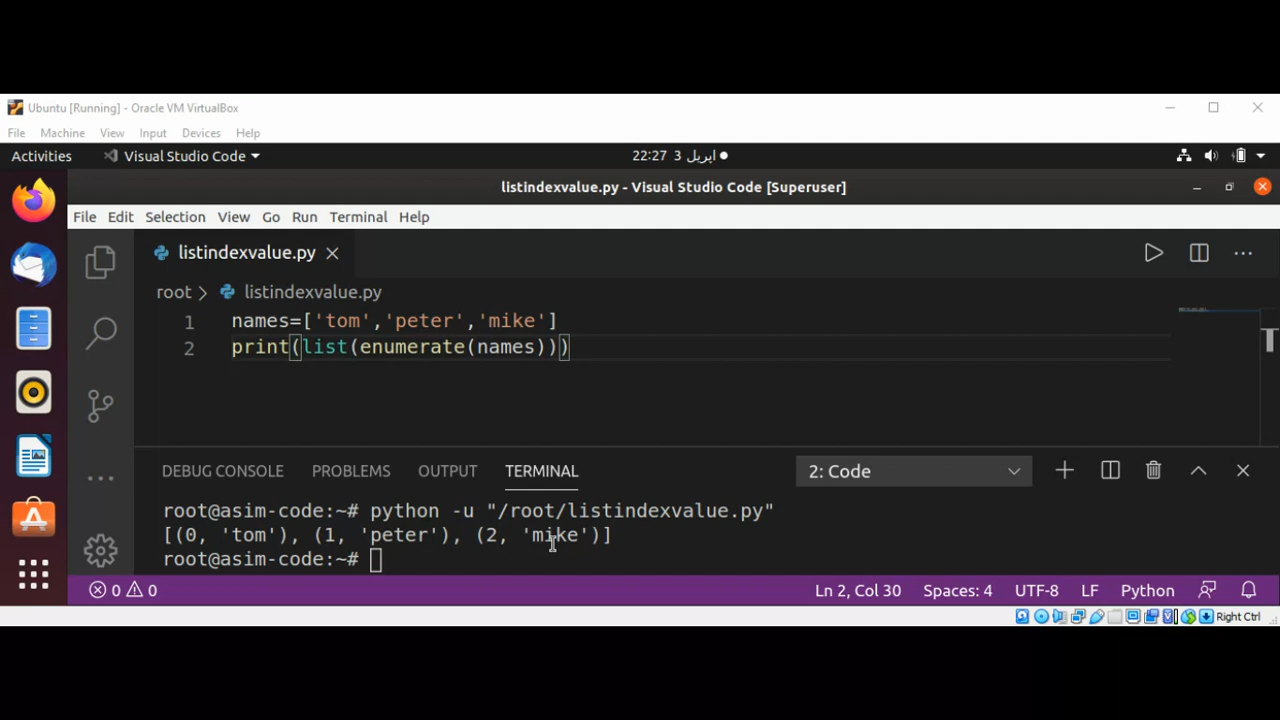 Ubuntu [Running] - Oracle VM VirtualBox
File Machine View Input Devices Help
Activities Visual Studio Code 22:27 3 اپریل
listindexvalue.py - Visual Studio Code [Superuser]
File Edit Selection View Go Run Terminal Help
listindexvalue.py
root > listindexvalue.py
1 names=['tom','peter','mike']
2 print(list(enumerate(names)))
DEBUG CONSOLE PROBLEMS OUTPUT TERMINAL 2: Code
root@asim-code:~# python -u "/root/listindexvalue.py"
[(0, 'tom'), (1, 'peter'), (2, 'mike')]
root@asim-code:~#
0 0 Ln 2, Col 30 Spaces: 4 UTF-8 LF Python
Right Ctrl